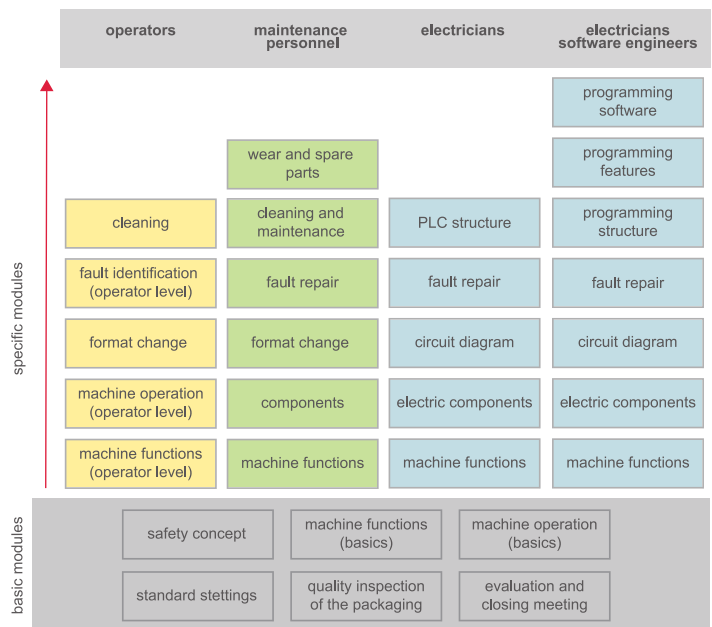 operators
maintenance
personnel
electricians
electricians
software engineers
programming
software
wear and spare
parts
programming
features
cleaning
cleaning and
maintenance
PLC structure
programming
structure
fault identification
(operator level)
fault repair
fault repair
fault repair
format change
format change
circuit diagram
circuit diagram
machine operation
(operator level)
components
electric components
electric components
machine functions
(operator level)
machine functions
machine functions
machine functions
specific modules
safety concept
machine functions
(basics)
machine operation
(basics)
standard stettings
quality inspection
of the packaging
evaluation and
closing meeting
basic modules